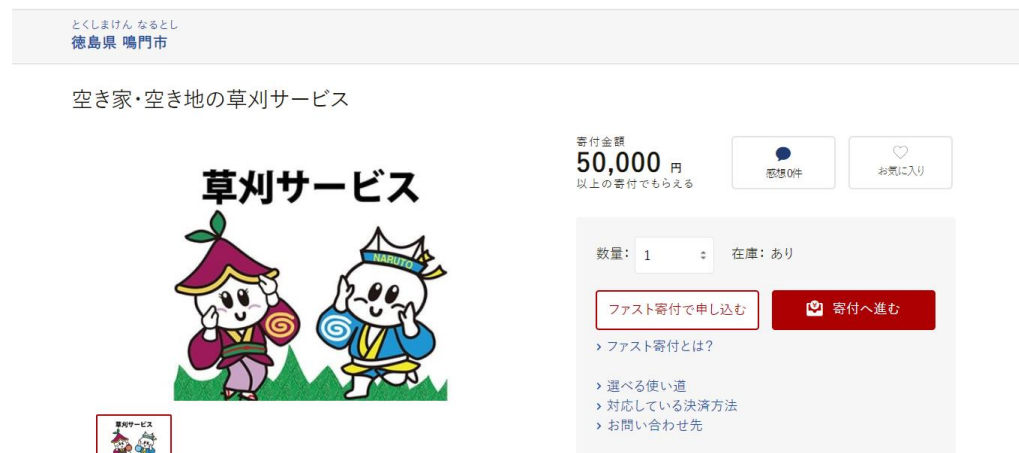 とくしまけん なるとし
徳島県 鳴門市
空き家・空き地の草刈サービス
草刈サービス
NARUTO
草刈サービス
寄付金額
50,000 円
以上の寄付でもらえる
感想0件
お気に入り
数量: 1 在庫: あり
ファスト寄付で申し込む
寄付へ進む
› ファスト寄付とは?
› 選べる使い道
› 対応している決済方法
› お問い合わせ先